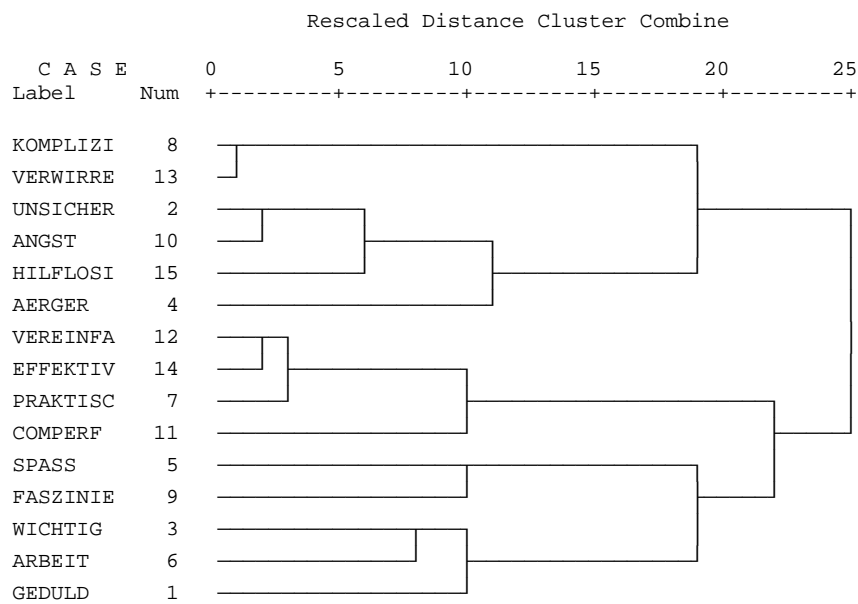 Rescaled Distance Cluster Combine
C A S E 0 5 10 15 20 25
Label Num +---------+---------+---------+---------+---------+
KOMPLIZI 8
VERWIRRE 13
UNSICHER 2
ANGST 10
HILFLOSI 15
AERGER 4
VEREINFA 12
EFFEKTIV 14
PRAKTISC 7
COMPERF 11
SPASS 5
FASZINIE 9
WICHTIG 3
ARBEIT 6
GEDULD 1